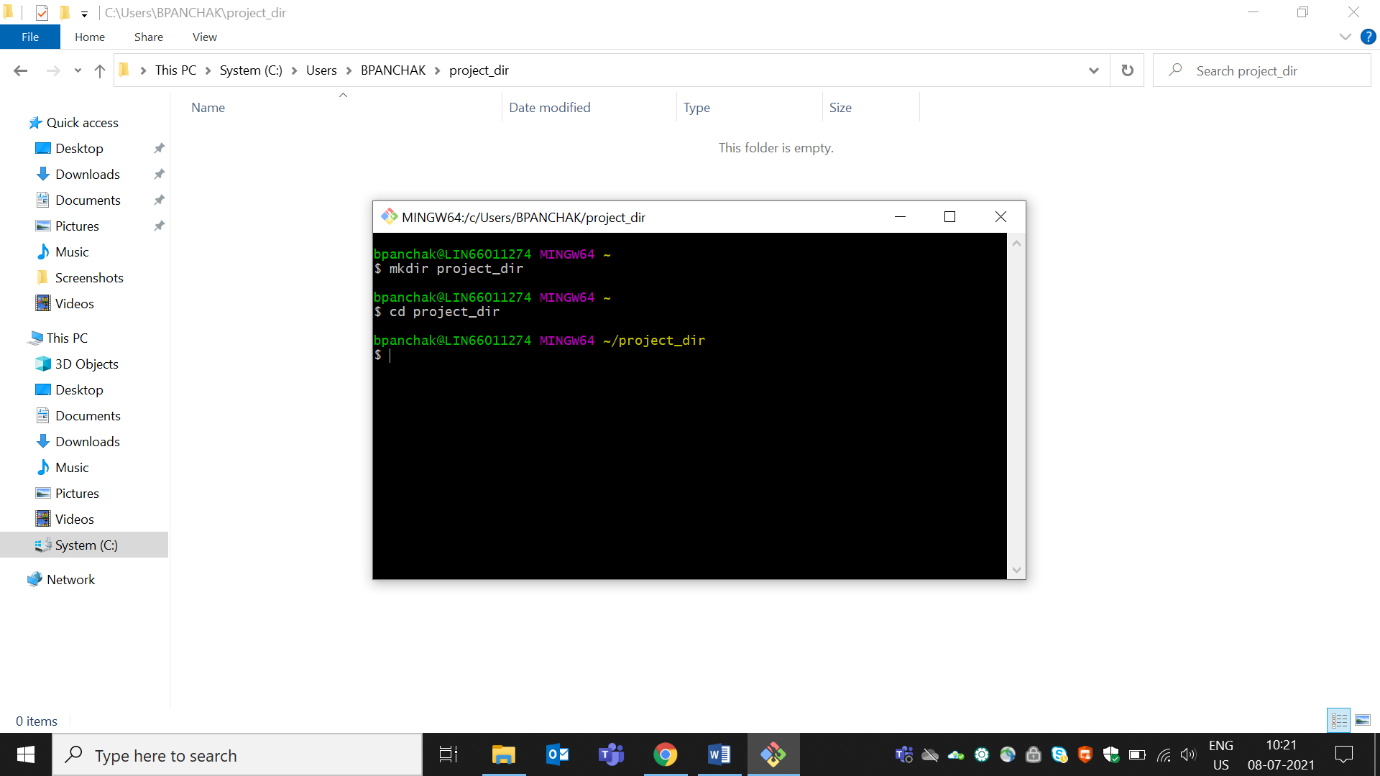 C:\Users\BPANCHAK\project_dir
File Home Share View
This PC System (C:) Users BPANCHAK project_dir
Search project_dir
Name Date modified Type Size
This folder is empty.
Quick access
Desktop
Downloads
Documents
Pictures
Music
Screenshots
Videos
This PC
3D Objects
Desktop
Documents
Downloads
Music
Pictures
Videos
System (C:)
Network
MINGW64:/c/Users/BPANCHAK/project_dir
bpanchak@LIN66011274 MINGW64 ~
$ mkdir project_dir
bpanchak@LIN66011274 MINGW64 ~
$ cd project_dir
bpanchak@LIN66011274 MINGW64 ~/project_dir
$
0 items
Type here to search
ENG
US
10:21
08-07-2021